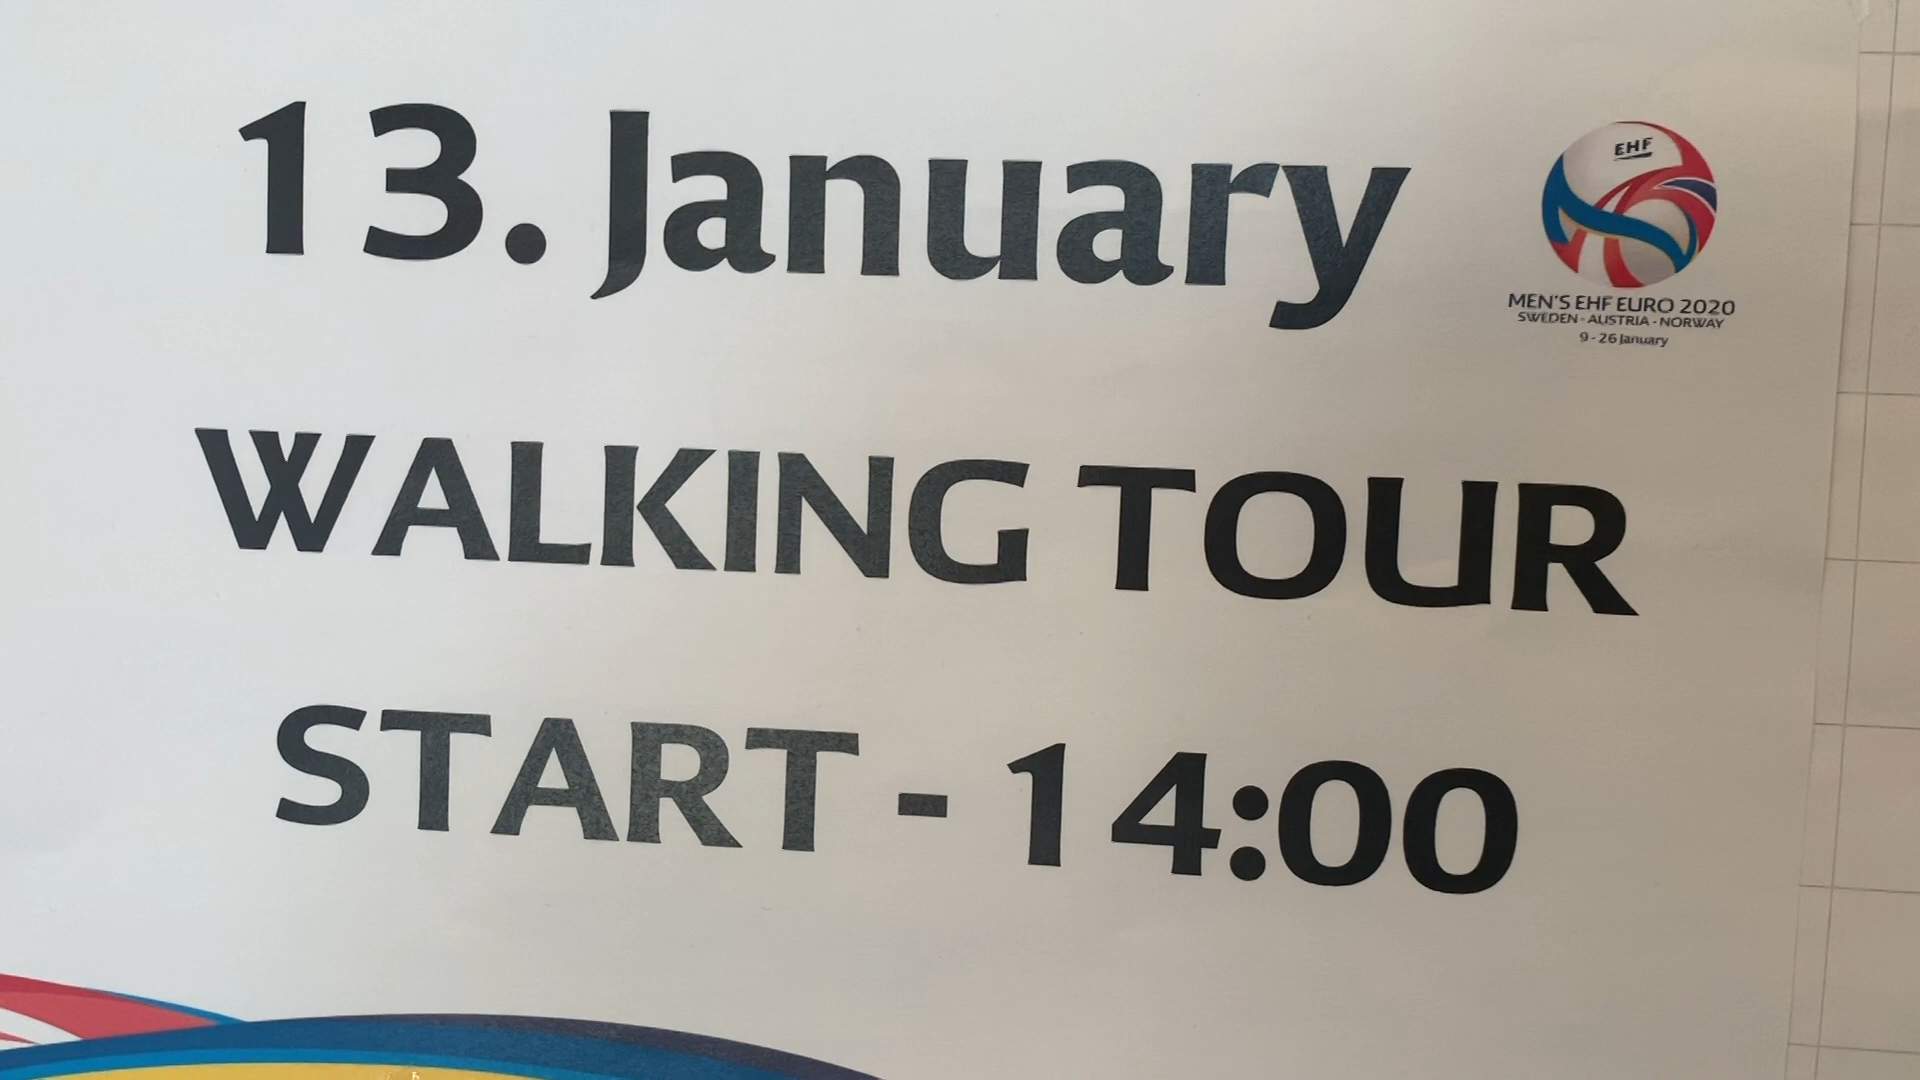 13. January
EHF
MEN'S EHF EURO 2020
SWEDEN - AUSTRIA - NORWAY
9 - 26 January
WALKING TOUR
START - 14:00